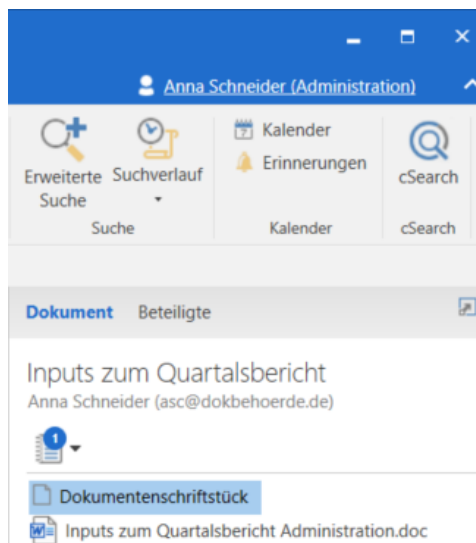 Anna Schneider (Administration)
Erweiterte
Suche
Suchverlauf
Suche
7
Kalender
Erinnerungen
Kalender
cSearch
cSearch
Dokument Beteiligte
Inputs zum Quartalsbericht
Anna Schneider (asc@dokbehoerde.de)
1
Dokumentenschriftstück
W Inputs zum Quartalsbericht Administration.doc